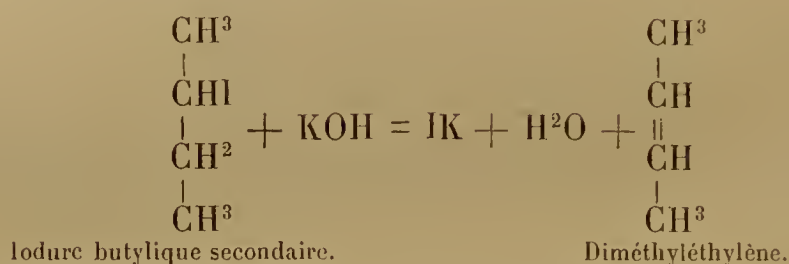 CH³ CH³
CHI CH
+ KOH = IK + H²O +
CH² CH
CH³ CH³
Iodure butylique secondaire. Diméthyléthylène.